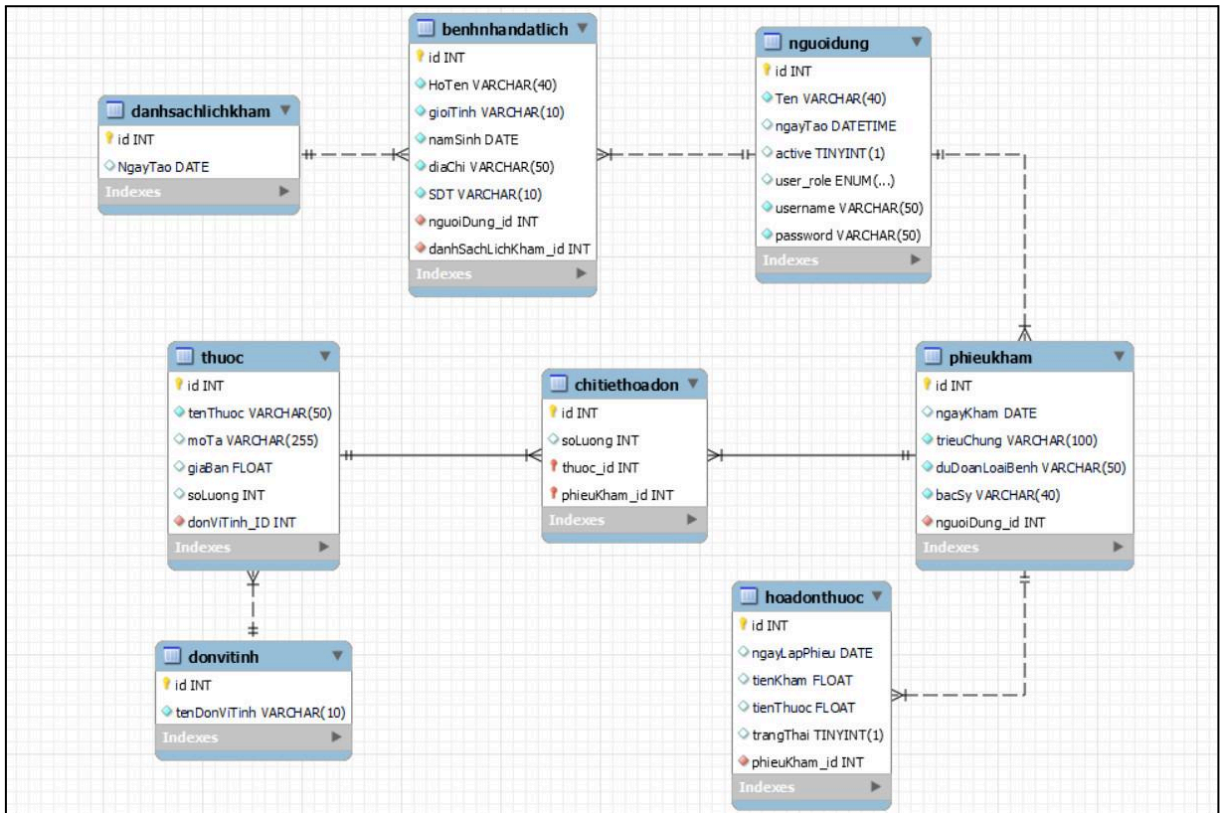 benhnhandatlich
id INT
HoTen VARCHAR(40)
gioiTinh VARCHAR(10)
namSinh DATE
diaChi VARCHAR(50)
SDT VARCHAR(10)
nguoiDung_id INT
danhSachLichKham_id INT
Indexes
nguoidung
id INT
Ten VARCHAR(40)
ngayTao DATETIME
active TINYINT(1)
user_role ENUM(...)
username VARCHAR(50)
password VARCHAR(50)
Indexes
danhsachlichkham
id INT
NgayTao DATE
Indexes
thuoc
id INT
tenThuoc VARCHAR(50)
moTa VARCHAR(255)
giaBan FLOAT
soLuong INT
donViTinh_ID INT
Indexes
chitiethoadon
id INT
soLuong INT
thuoc_id INT
phieuKham_id INT
Indexes
phieukham
id INT
ngayKham DATE
trieuChung VARCHAR(100)
duDoanLoaiBenh VARCHAR(50)
bacSy VARCHAR(40)
nguoiDung_id INT
Indexes
hoadonthuoc
id INT
ngayLapPhieu DATE
tienKham FLOAT
tienThuoc FLOAT
trangThai TINYINT(1)
phieuKham_id INT
Indexes
donvitinh
id INT
tenDonViTinh VARCHAR(10)
Indexes